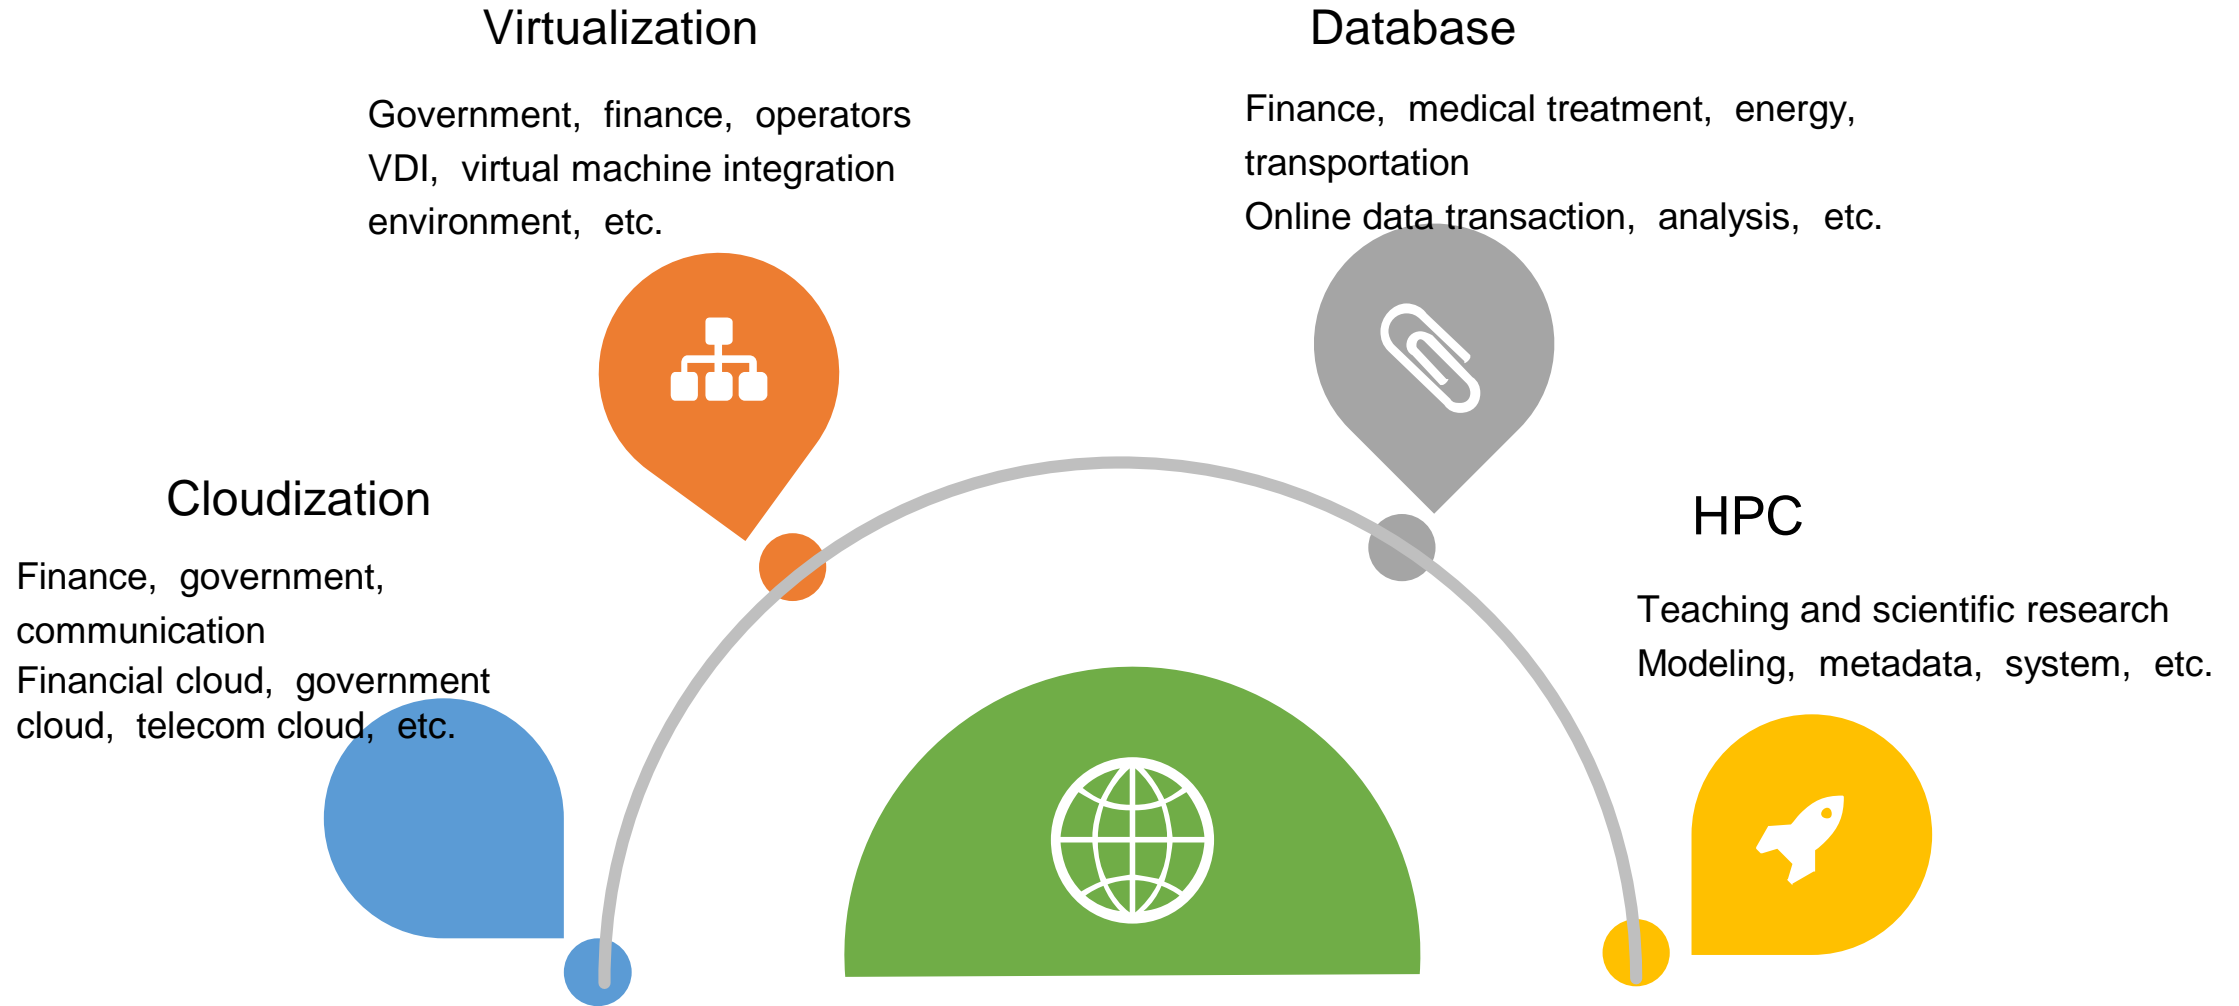 Virtualization
Government, finance, operators
VDI, virtual machine integration
environment, etc.
Database
Finance, medical treatment, energy,
transportation
Online data transaction, analysis, etc.
Cloudization
Finance, government,
communication
Financial cloud, government
cloud, telecom cloud, etc.
HPC
Teaching and scientific research
Modeling, metadata, system, etc.